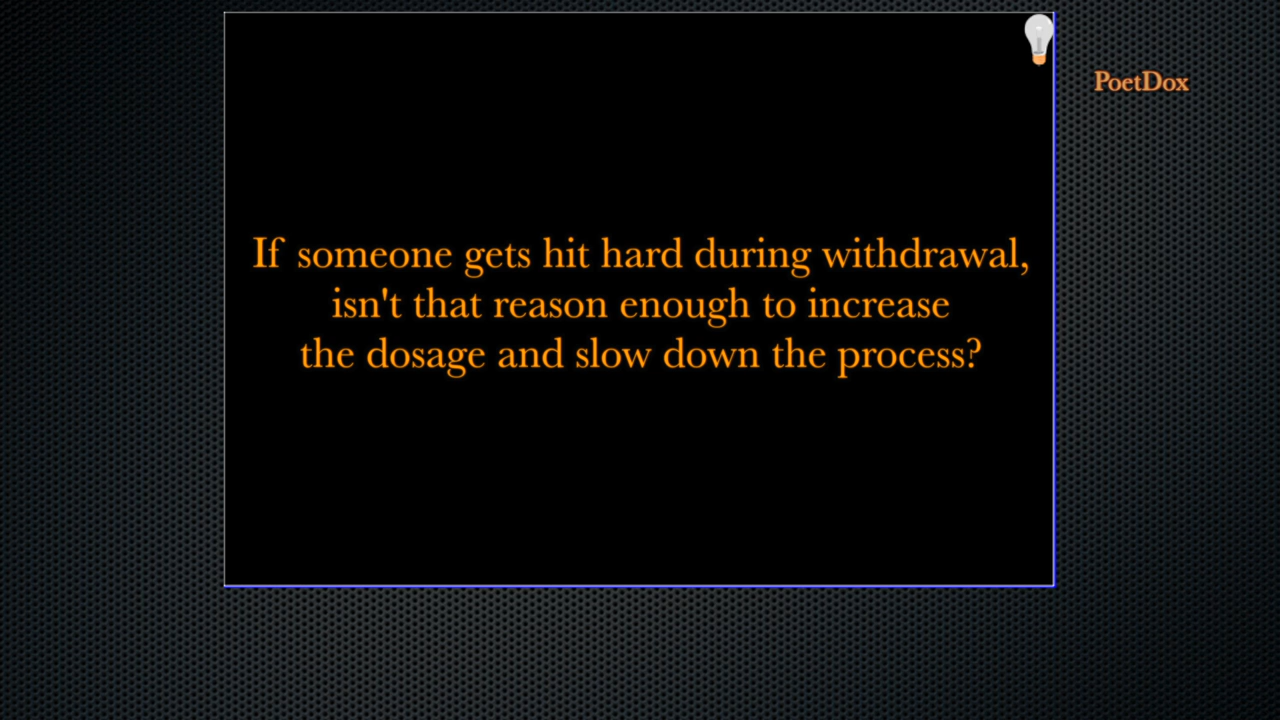 PoetDox
If someone gets hit hard during withdrawal,
isn't that reason enough to increase
the dosage and slow down the process?